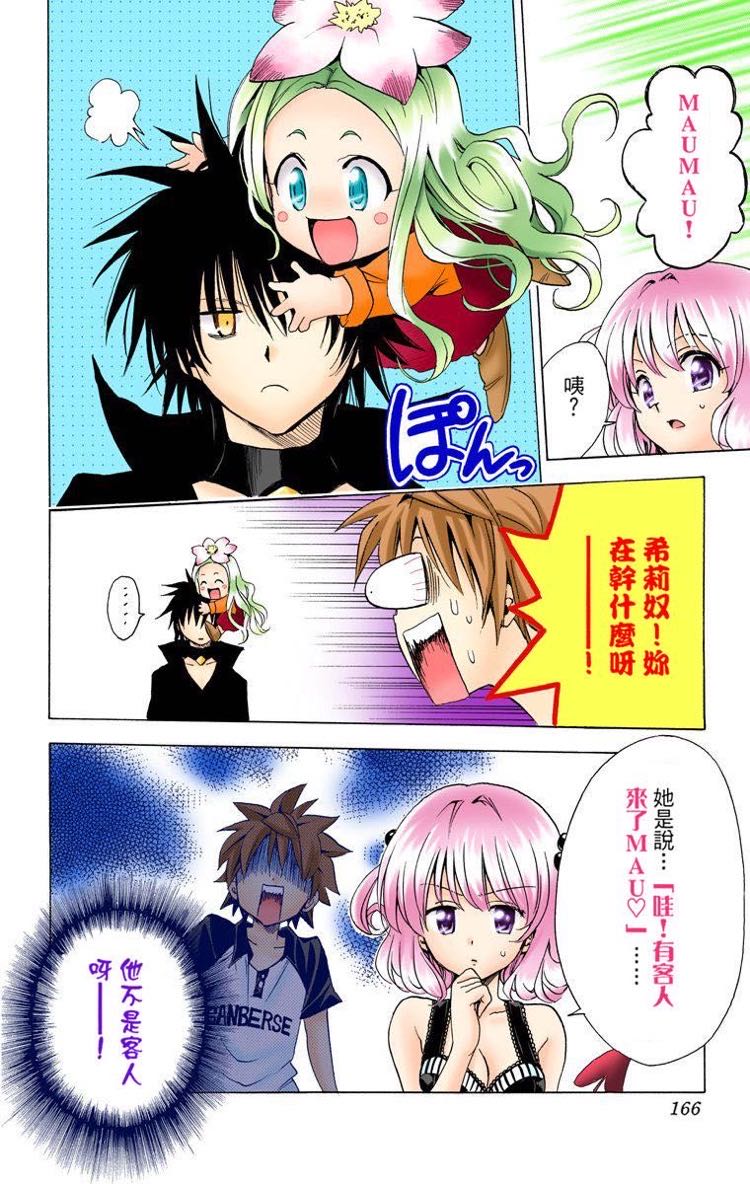 MAUMAU!
咦?
ぽんっ
希莉奴!妳
在幹什麼呀
——!
……
她是說…「哇!有客人
來了MAU♡」……
他不是客人
呀——!
CANBERSE
166